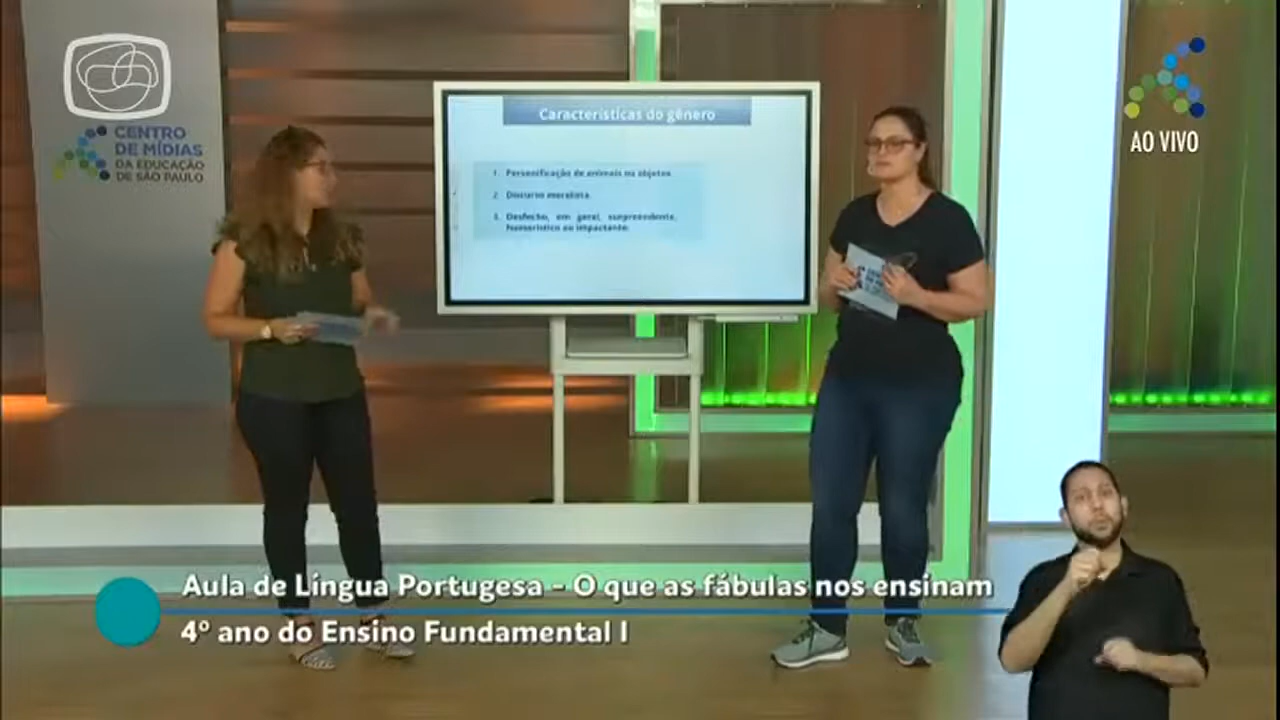 CENTRO
DE MÍDIAS
DA EDUCAÇÃO
DE SÃO PAULO
AO VIVO
Características do gênero
1. Personificação de animais ou objetos.
2. Discurso moralista.
3. Desfecho, em geral, surpreendente,
humorístico ou impactante.
Aula de Língua Portugesa - O que as fábulas nos ensinam
4º ano do Ensino Fundamental I